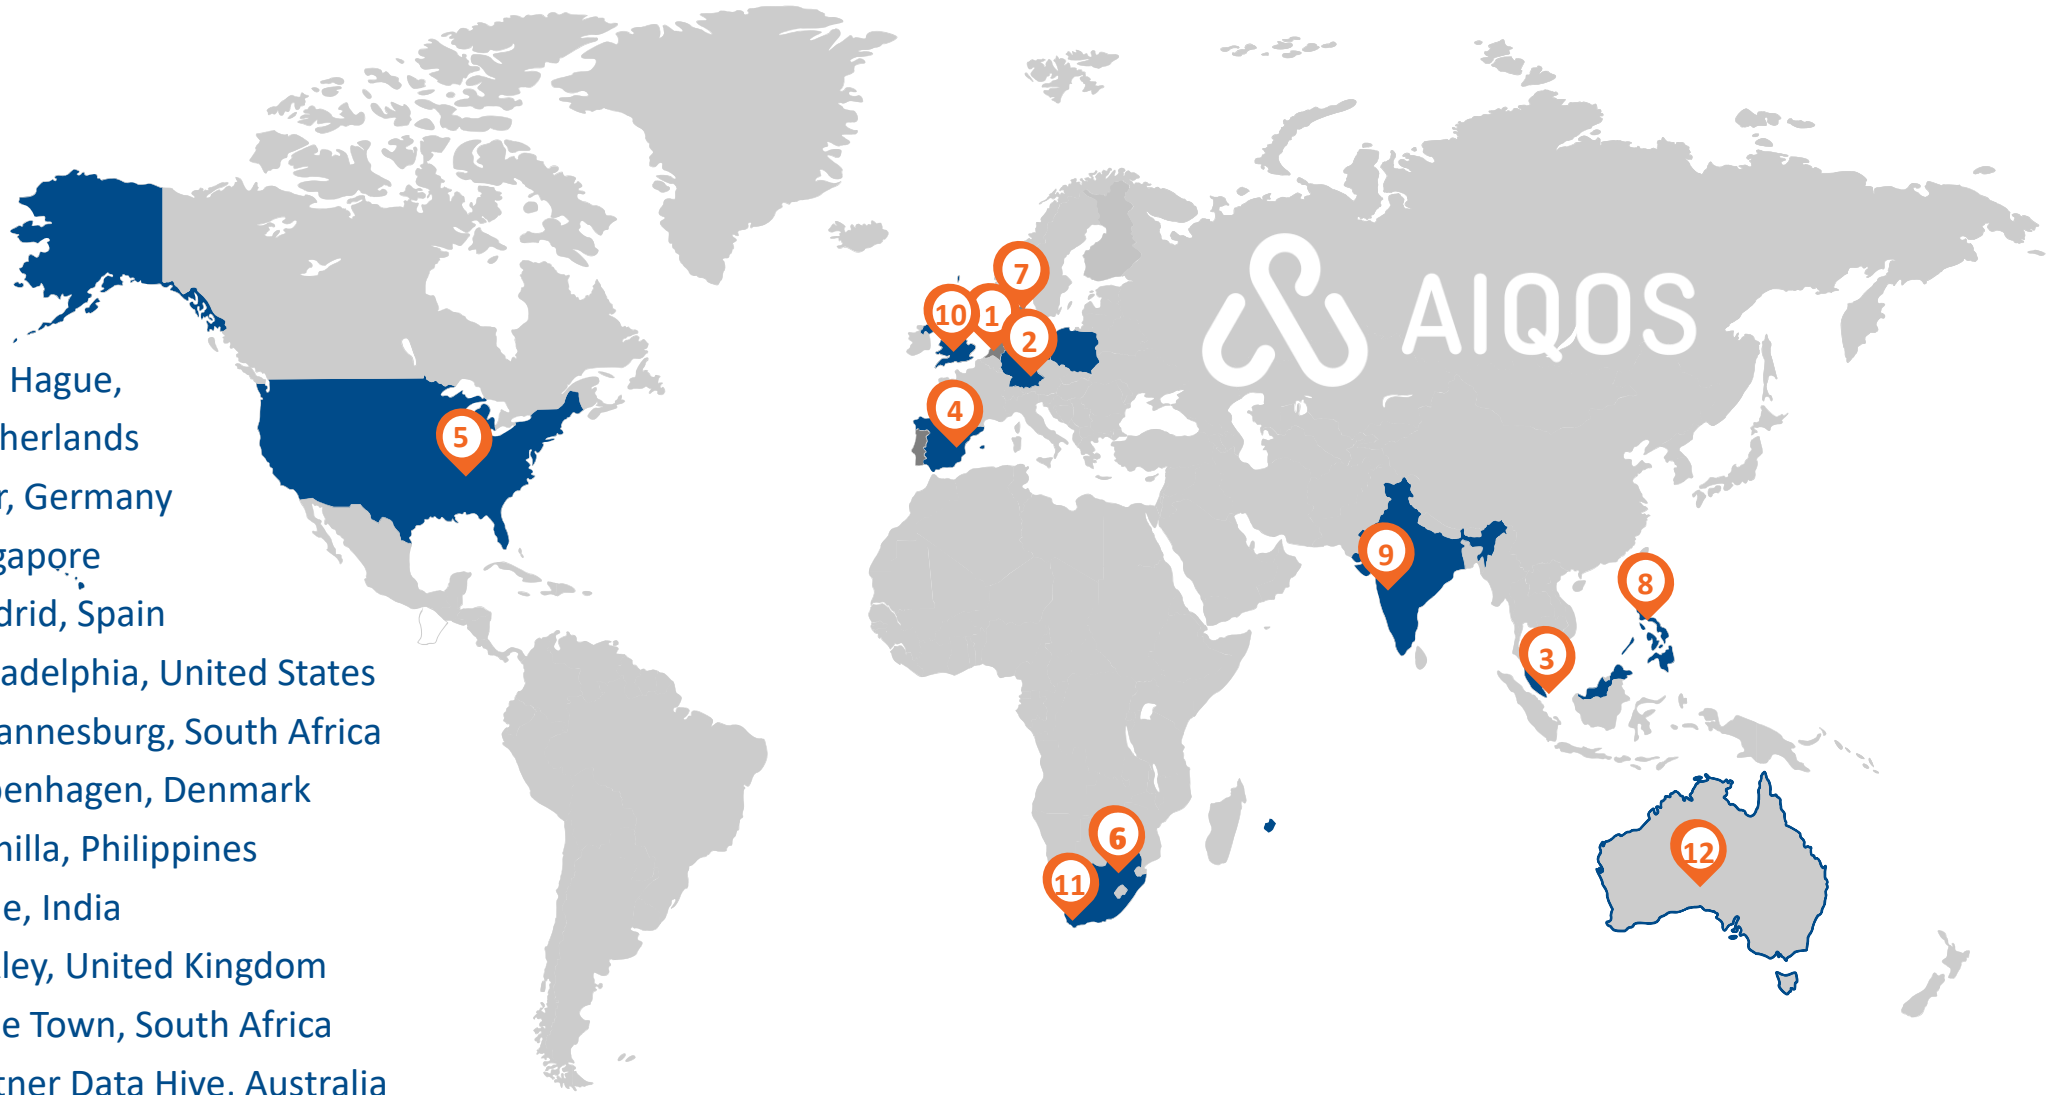 AIQOS
7
10
1
2
4
5
9
8
3
6
11
12
Hague,
herlands
r, Germany
gapore
drid, Spain
adelphia, United States
annesburg, South Africa
penhagen, Denmark
nilla, Philippines
e, India
ley, United Kingdom
e Town, South Africa
tner Data Hive, Australia